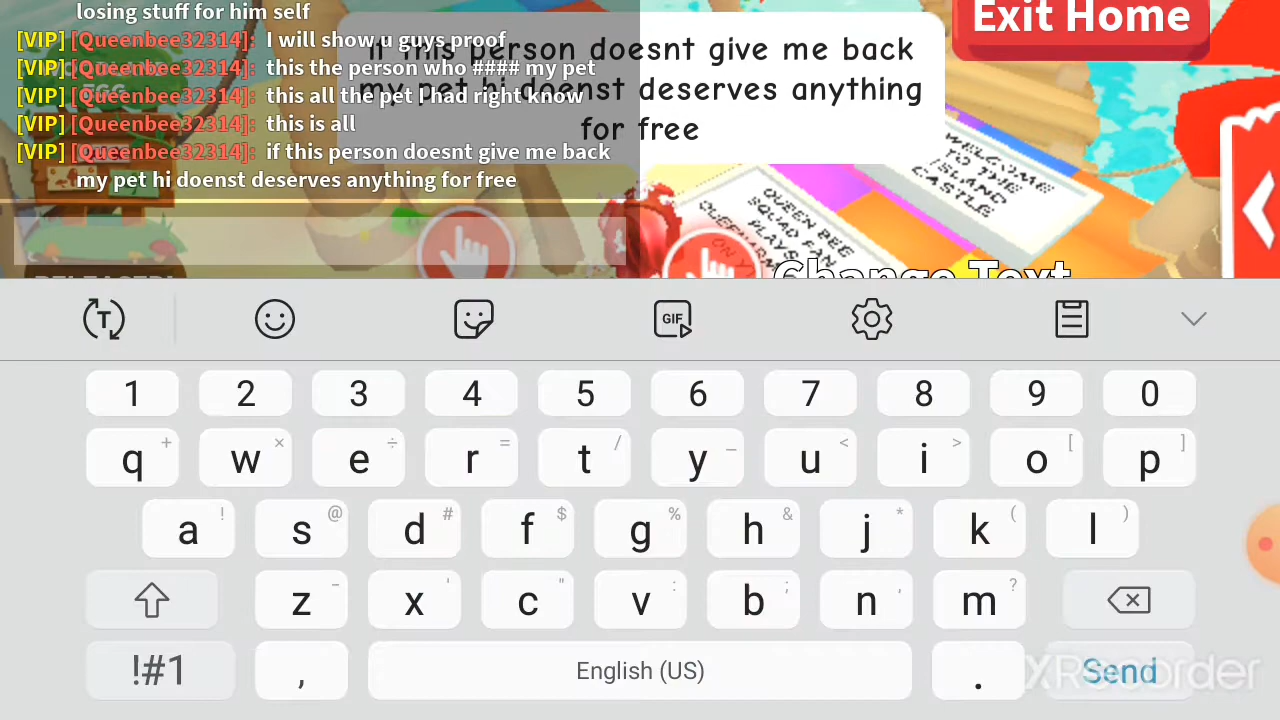 losing stuff for him self
[VIP] [Queenbee32314]: I will show u guys proof
[VIP] [Queenbee32314]: this the person who #### my pet
[VIP] [Queenbee32314]: this all the pet I had right know
[VIP] [Queenbee32314]: this is all
[VIP] [Queenbee32314]: if this person doesnt give me back
my pet hi doenst deserves anything for free
if this person doesnt give me back
my pet hi doenst deserves anything
for free
Exit Home
WELCOME
TO THE
ISLAND
CASTLE
QUEEN BEE
SQUAD FAN
PLAYS
Change Text
GIF
1 2 3 4 5 6 7 8 9 0
q + w × e ÷ r = t / y _ u < i > o [ p ]
a ! s @ d # f $ g % h & j * k ( l )
z - x ' c " v : b ; n , m ?
!#1 , English (US) . Send
XRecorder